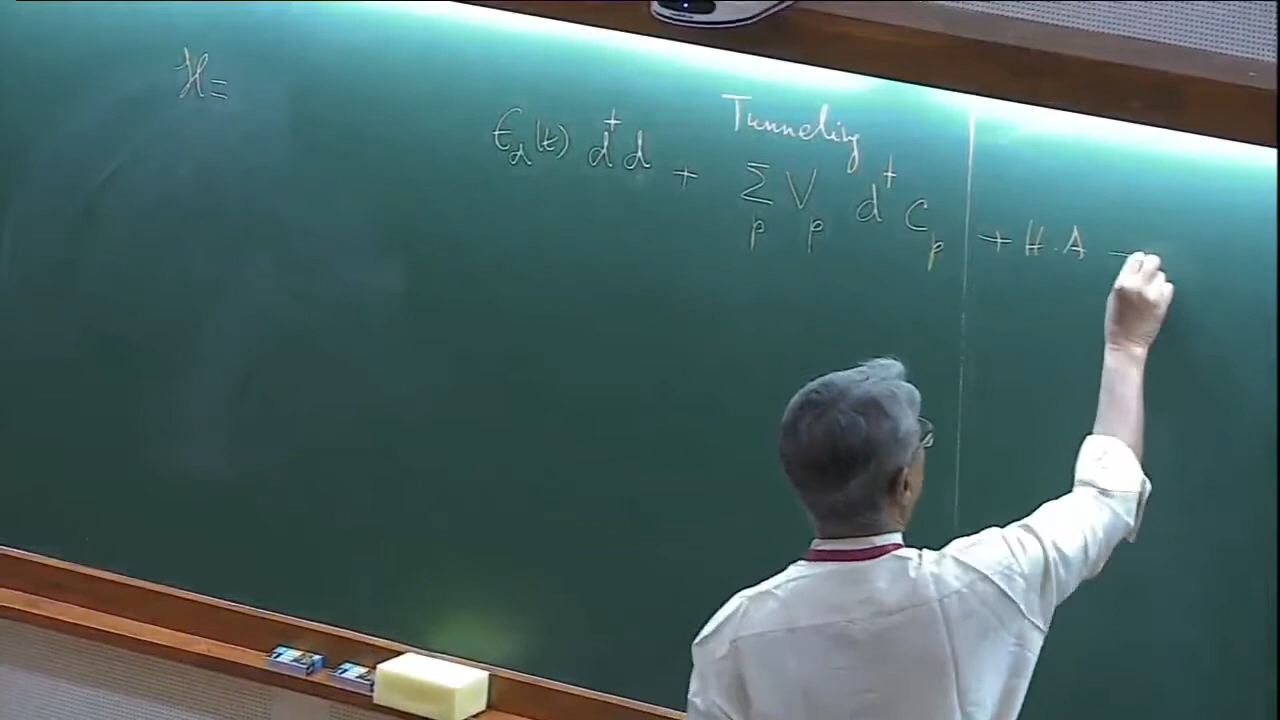 Tunneling
ℋ = ϵ_d(t) d†d + Σ_p V_p d† C_p + H.A